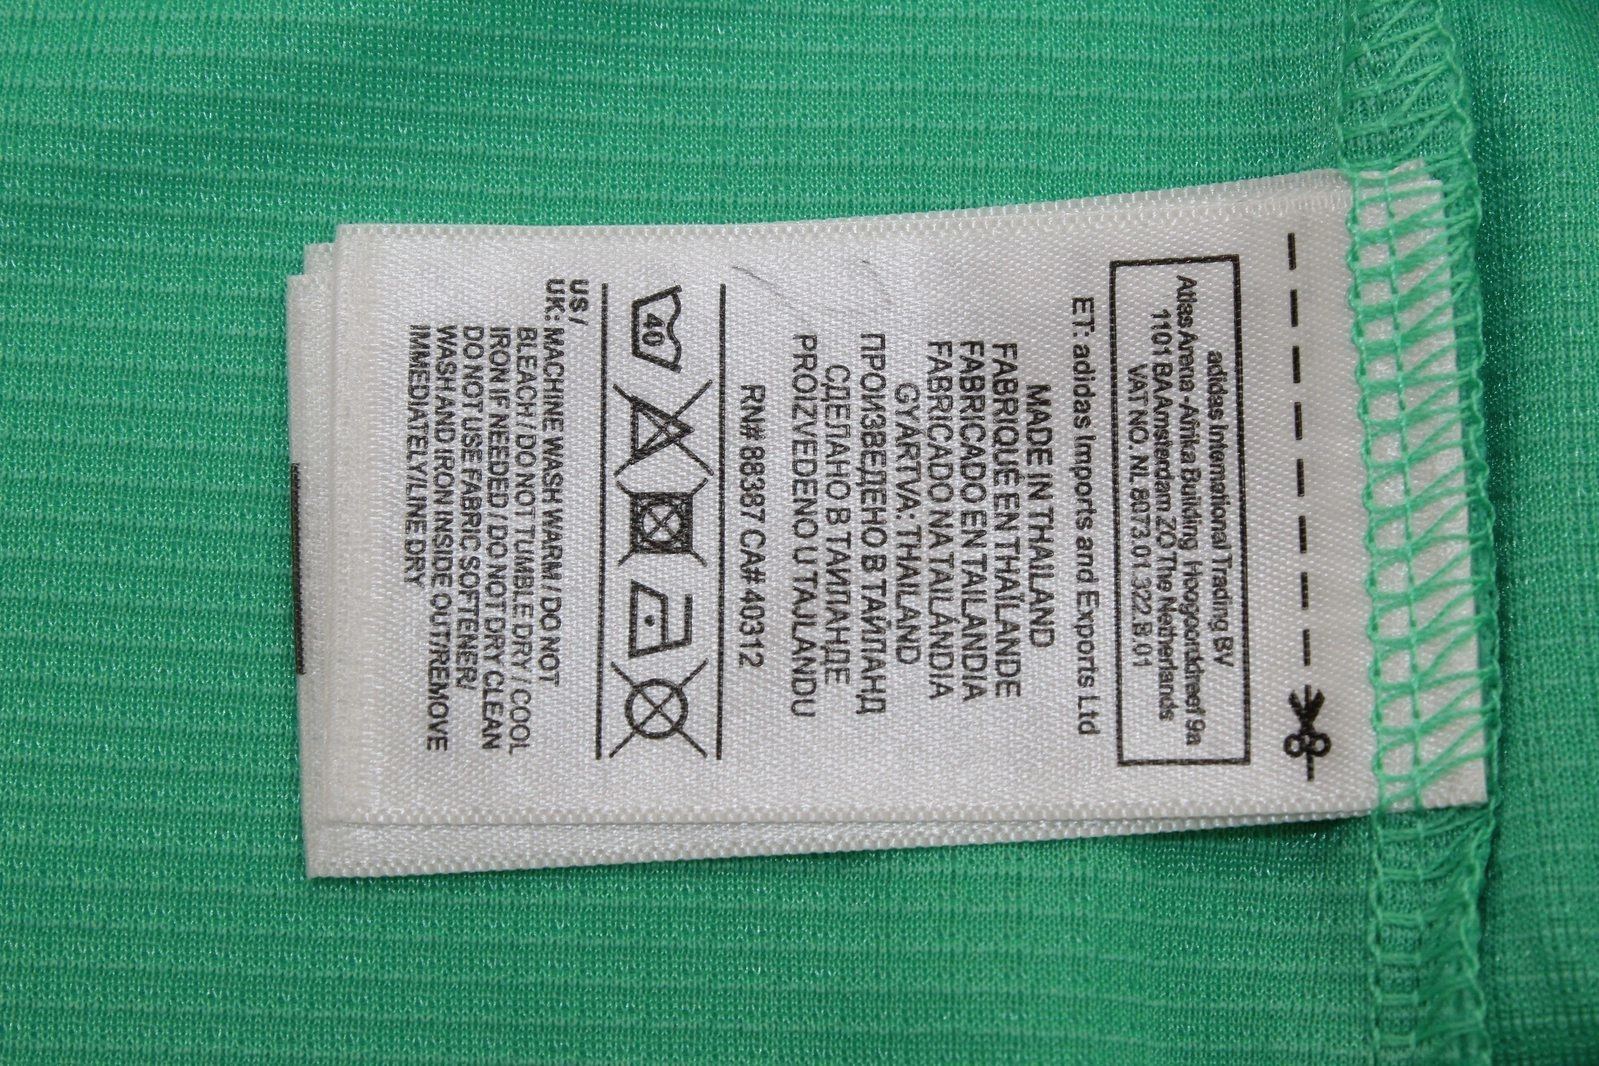 adidas International Trading BV
Atlas Arena - Afrika Building, Hoogoorddreef 9a
1101 BA Amsterdam ZO The Netherlands
VAT NO. NL 8073.01.322.B.01
ET: adidas Imports and Exports Ltd
MADE IN THAILAND
FABRIQUÉ EN THAÏLANDE
FABRICADO EN TAILANDIA
FABRICADO NA TAILÂNDIA
GYÁRTVA: THAILAND
ПРОИЗВЕДЕНО В ТАЙЛАНД
СДЕЛАНО В ТАИЛАНДЕ
PROIZVEDENO U TAJLANDU
RN# 88387 CA# 40312
40
US /
UK: MACHINE WASH WARM / DO NOT
BLEACH / DO NOT TUMBLE DRY / COOL
IRON IF NEEDED / DO NOT DRY CLEAN
DO NOT USE FABRIC SOFTENER/
WASH AND IRON INSIDE OUT/REMOVE
IMMEDIATELY/LINE DRY